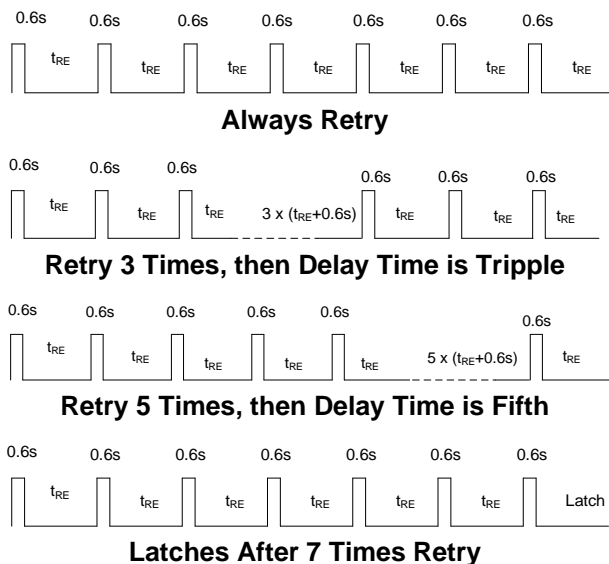 0.6s 0.6s 0.6s 0.6s 0.6s 0.6s 0.6s
tRE tRE tRE tRE tRE tRE tRE
Always Retry
0.6s 0.6s 0.6s 0.6s 0.6s 0.6s
tRE tRE tRE 3 x (tRE+0.6s) tRE tRE tRE
Retry 3 Times, then Delay Time is Tripple
0.6s 0.6s 0.6s 0.6s 0.6s 0.6s
tRE tRE tRE tRE tRE 5 x (tRE+0.6s) tRE
Retry 5 Times, then Delay Time is Fifth
0.6s 0.6s 0.6s 0.6s 0.6s 0.6s 0.6s
tRE tRE tRE tRE tRE tRE Latch
Latches After 7 Times Retry